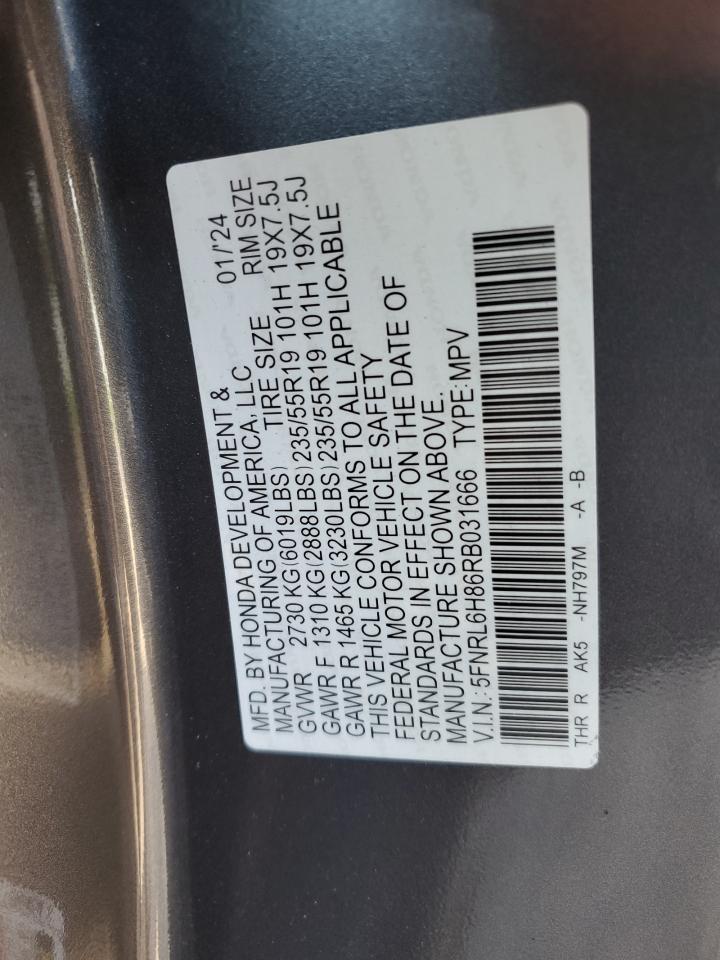 MFD. BY HONDA DEVELOPMENT &
MANUFACTURING OF AMERICA, LLC 01/'24
GVWR 2730 KG(6019LBS) TIRE SIZE RIM SIZE
GAWR F 1310 KG(2888LBS) 235/55R19 101H 19X7.5J
GAWR R 1465 KG(3230LBS) 235/55R19 101H 19X7.5J
THIS VEHICLE CONFORMS TO ALL APPLICABLE
FEDERAL MOTOR VEHICLE SAFETY
STANDARDS IN EFFECT ON THE DATE OF
MANUFACTURE SHOWN ABOVE.
V.I.N.: 5FNRL6H86RB031666 TYPE: MPV
THR R AK5 -NH797M -A -B